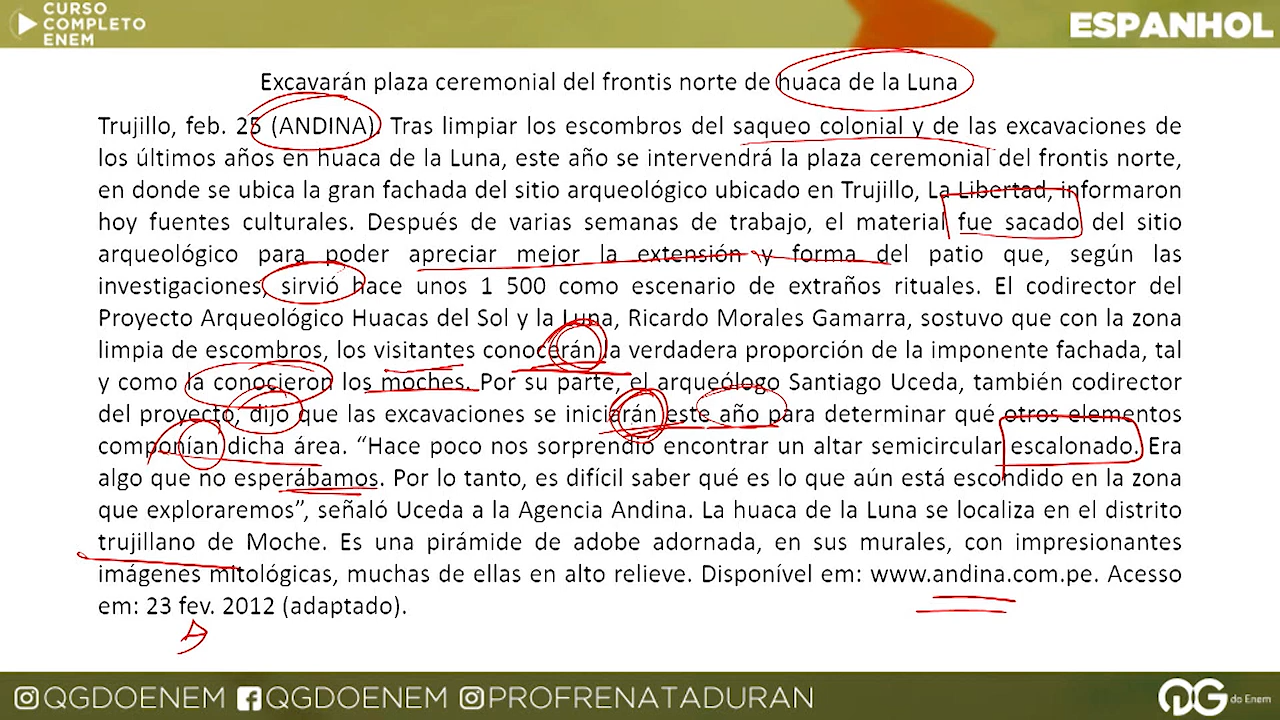 CURSO
COMPLETO
ENEM
ESPANHOL
Excavarán plaza ceremonial del frontis norte de huaca de la Luna
Trujillo, feb. 25 (ANDINA). Tras limpiar los escombros del saqueo colonial y de las excavaciones de
los últimos años en huaca de la Luna, este año se intervendrá la plaza ceremonial del frontis norte,
en donde se ubica la gran fachada del sitio arqueológico ubicado en Trujillo, La Libertad, informaron
hoy fuentes culturales. Después de varias semanas de trabajo, el material fue sacado del sitio
arqueológico para poder apreciar mejor la extensión y forma del patio que, según las
investigaciones, sirvió hace unos 1 500 como escenario de extraños rituales. El codirector del
Proyecto Arqueológico Huacas del Sol y la Luna, Ricardo Morales Gamarra, sostuvo que con la zona
limpia de escombros, los visitantes conocerán la verdadera proporción de la imponente fachada, tal
y como la conocieron los moches. Por su parte, el arqueólogo Santiago Uceda, también codirector
del proyecto, dijo que las excavaciones se iniciarán este año para determinar qué otros elementos
componían dicha área. “Hace poco nos sorprendió encontrar un altar semicircular escalonado. Era
algo que no esperábamos. Por lo tanto, es difícil saber qué es lo que aún está escondido en la zona
que exploraremos”, señaló Uceda a la Agencia Andina. La huaca de la Luna se localiza en el distrito
trujillano de Moche. Es una pirámide de adobe adornada, en sus murales, con impresionantes
imágenes mitológicas, muchas de ellas en alto relieve. Disponível em: www.andina.com.pe. Acesso
em: 23 fev. 2012 (adaptado).
@QGDOENEM @QGDOENEM @PROFRENATADURAN
QG do Enem